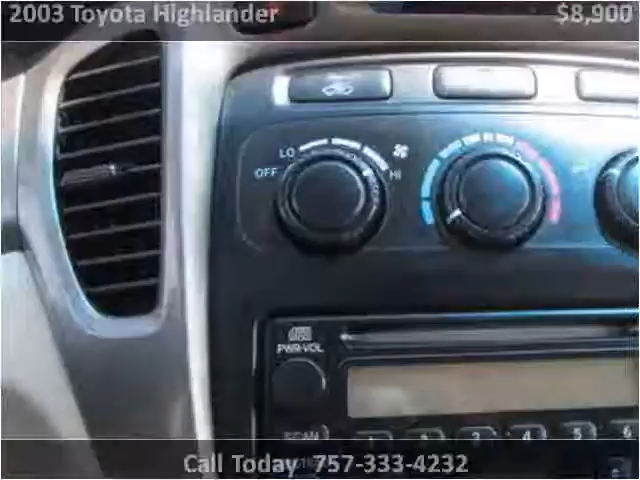 2003 Toyota Highlander $8,900
LO
OFF HI
PWR·VOL
SCAN
1 2 3 4 5 6
Call Today 757-333-4232